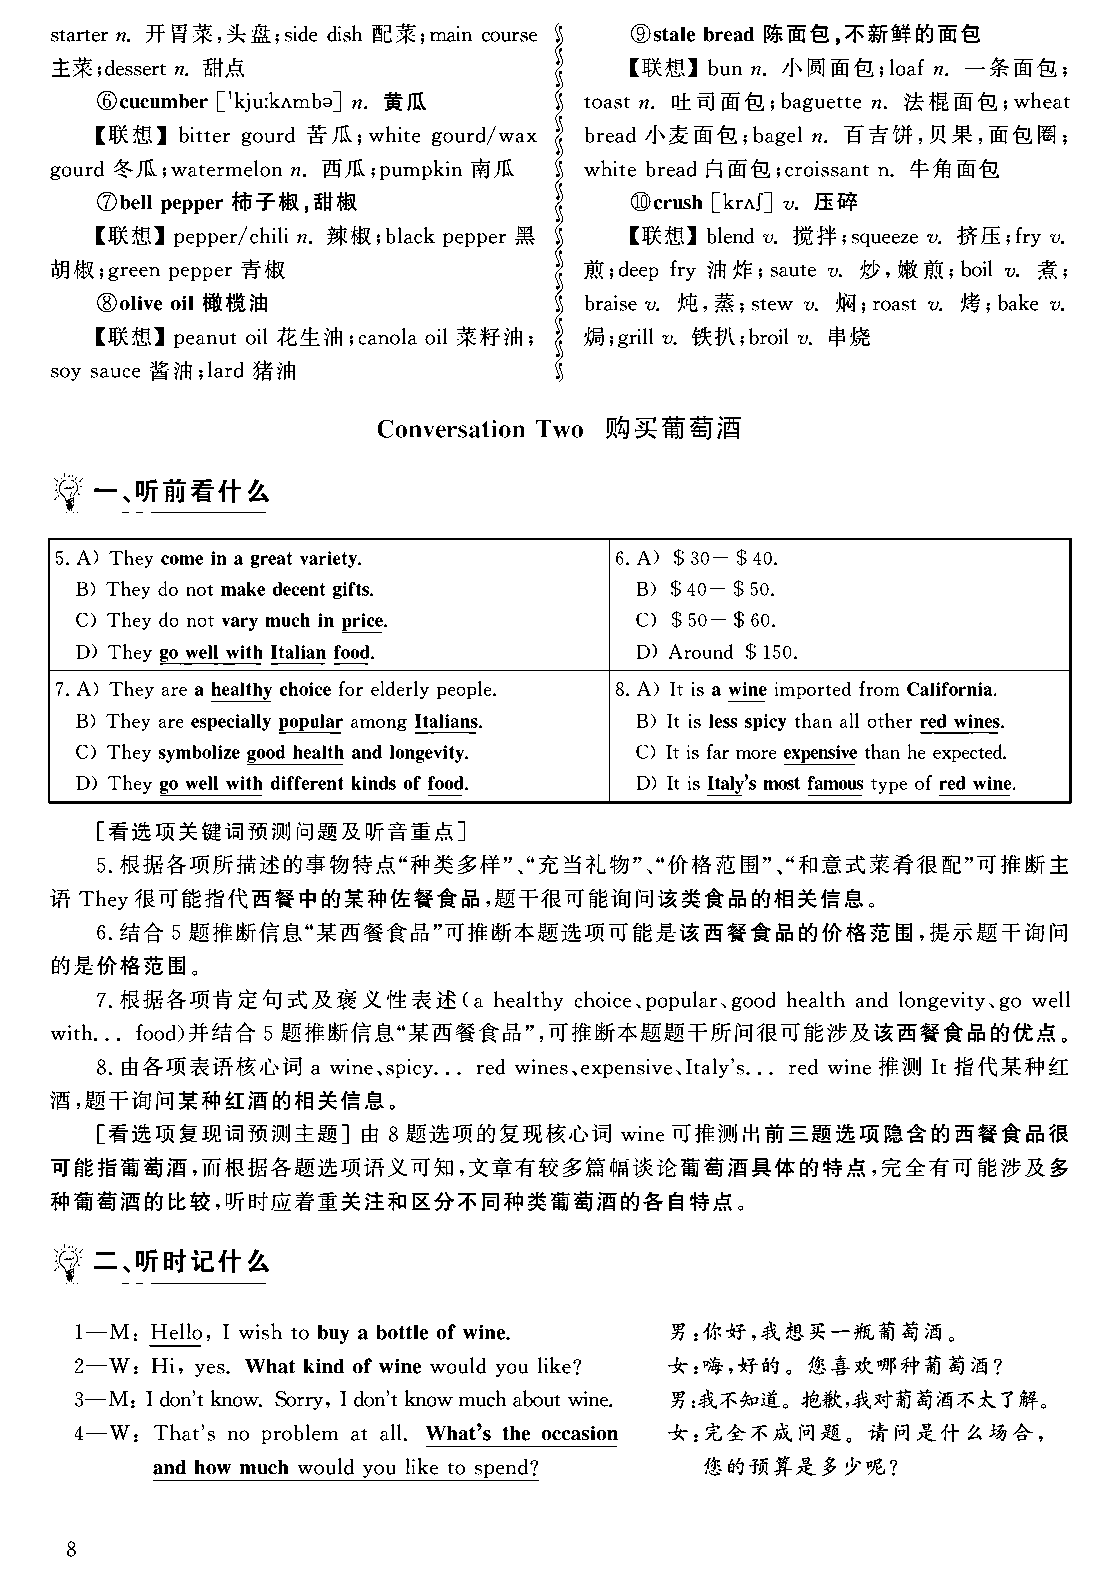 starter n. 开胃菜,头盘;side dish 配菜;main course
主菜;dessert n. 甜点
⑥cucumber [ˈkjuːkʌmbə] n. 黄瓜
【联想】bitter gourd 苦瓜;white gourd/wax
gourd 冬瓜;watermelon n. 西瓜;pumpkin 南瓜
⑦bell pepper 柿子椒,甜椒
【联想】pepper/chili n. 辣椒;black pepper 黑
胡椒;green pepper 青椒
⑧olive oil 橄榄油
【联想】peanut oil 花生油;canola oil 菜籽油;
soy sauce 酱油;lard 猪油
⑨stale bread 陈面包,不新鲜的面包
【联想】bun n. 小圆面包;loaf n. 一条面包;
toast n. 吐司面包;baguette n. 法棍面包;wheat
bread 小麦面包;bagel n. 百吉饼,贝果,面包圈;
white bread 白面包;croissant n. 牛角面包
⑩crush [krʌʃ] v. 压碎
【联想】blend v. 搅拌;squeeze v. 挤压;fry v.
煎;deep fry 油炸;saute v. 炒,嫩煎;boil v. 煮;
braise v. 炖,蒸;stew v. 焖;roast v. 烤;bake v.
焗;grill v. 铁扒;broil v. 串烧
Conversation Two 购买葡萄酒
一、听前看什么
5. A) They come in a great variety.
B) They do not make decent gifts.
C) They do not vary much in price.
D) They go well with Italian food.
6. A) $30—$40.
B) $40—$50.
C) $50—$60.
D) Around $150.
7. A) They are a healthy choice for elderly people.
B) They are especially popular among Italians.
C) They symbolize good health and longevity.
D) They go well with different kinds of food.
8. A) It is a wine imported from California.
B) It is less spicy than all other red wines.
C) It is far more expensive than he expected.
D) It is Italy's most famous type of red wine.
[看选项关键词预测问题及听音重点]
5. 根据各项所描述的事物特点“种类多样”、“充当礼物”、“价格范围”、“和意式菜肴很配”可推断主
语 They 很可能指代西餐中的某种佐餐食品,题干很可能询问该类食品的相关信息。
6. 结合 5 题推断信息“某西餐食品”可推断本题选项可能是该西餐食品的价格范围,提示题干询问
的是价格范围。
7. 根据各项肯定句式及褒义性表述(a healthy choice、popular、good health and longevity、go well
with... food)并结合 5 题推断信息“某西餐食品”,可推断本题题干所问很可能涉及该西餐食品的优点。
8. 由各项表语核心词 a wine、spicy... red wines、expensive、Italy's... red wine 推测 It 指代某种红
酒,题干询问某种红酒的相关信息。
[看选项复现词预测主题] 由 8 题选项的复现核心词 wine 可推测出前三题选项隐含的西餐食品很
可能指葡萄酒,而根据各题选项语义可知,文章有较多篇幅谈论葡萄酒具体的特点,完全有可能涉及多
种葡萄酒的比较,听时应着重关注和区分不同种类葡萄酒的各自特点。
二、听时记什么
1—M: Hello, I wish to buy a bottle of wine.
男:你好,我想买一瓶葡萄酒。
2—W: Hi, yes. What kind of wine would you like?
女:嗨,好的。您喜欢哪种葡萄酒?
3—M: I don't know. Sorry, I don't know much about wine.
男:我不知道。抱歉,我对葡萄酒不太了解。
4—W: That's no problem at all. What's the occasion
and how much would you like to spend?
女:完全不成问题。请问是什么场合,
您的预算是多少呢?
8